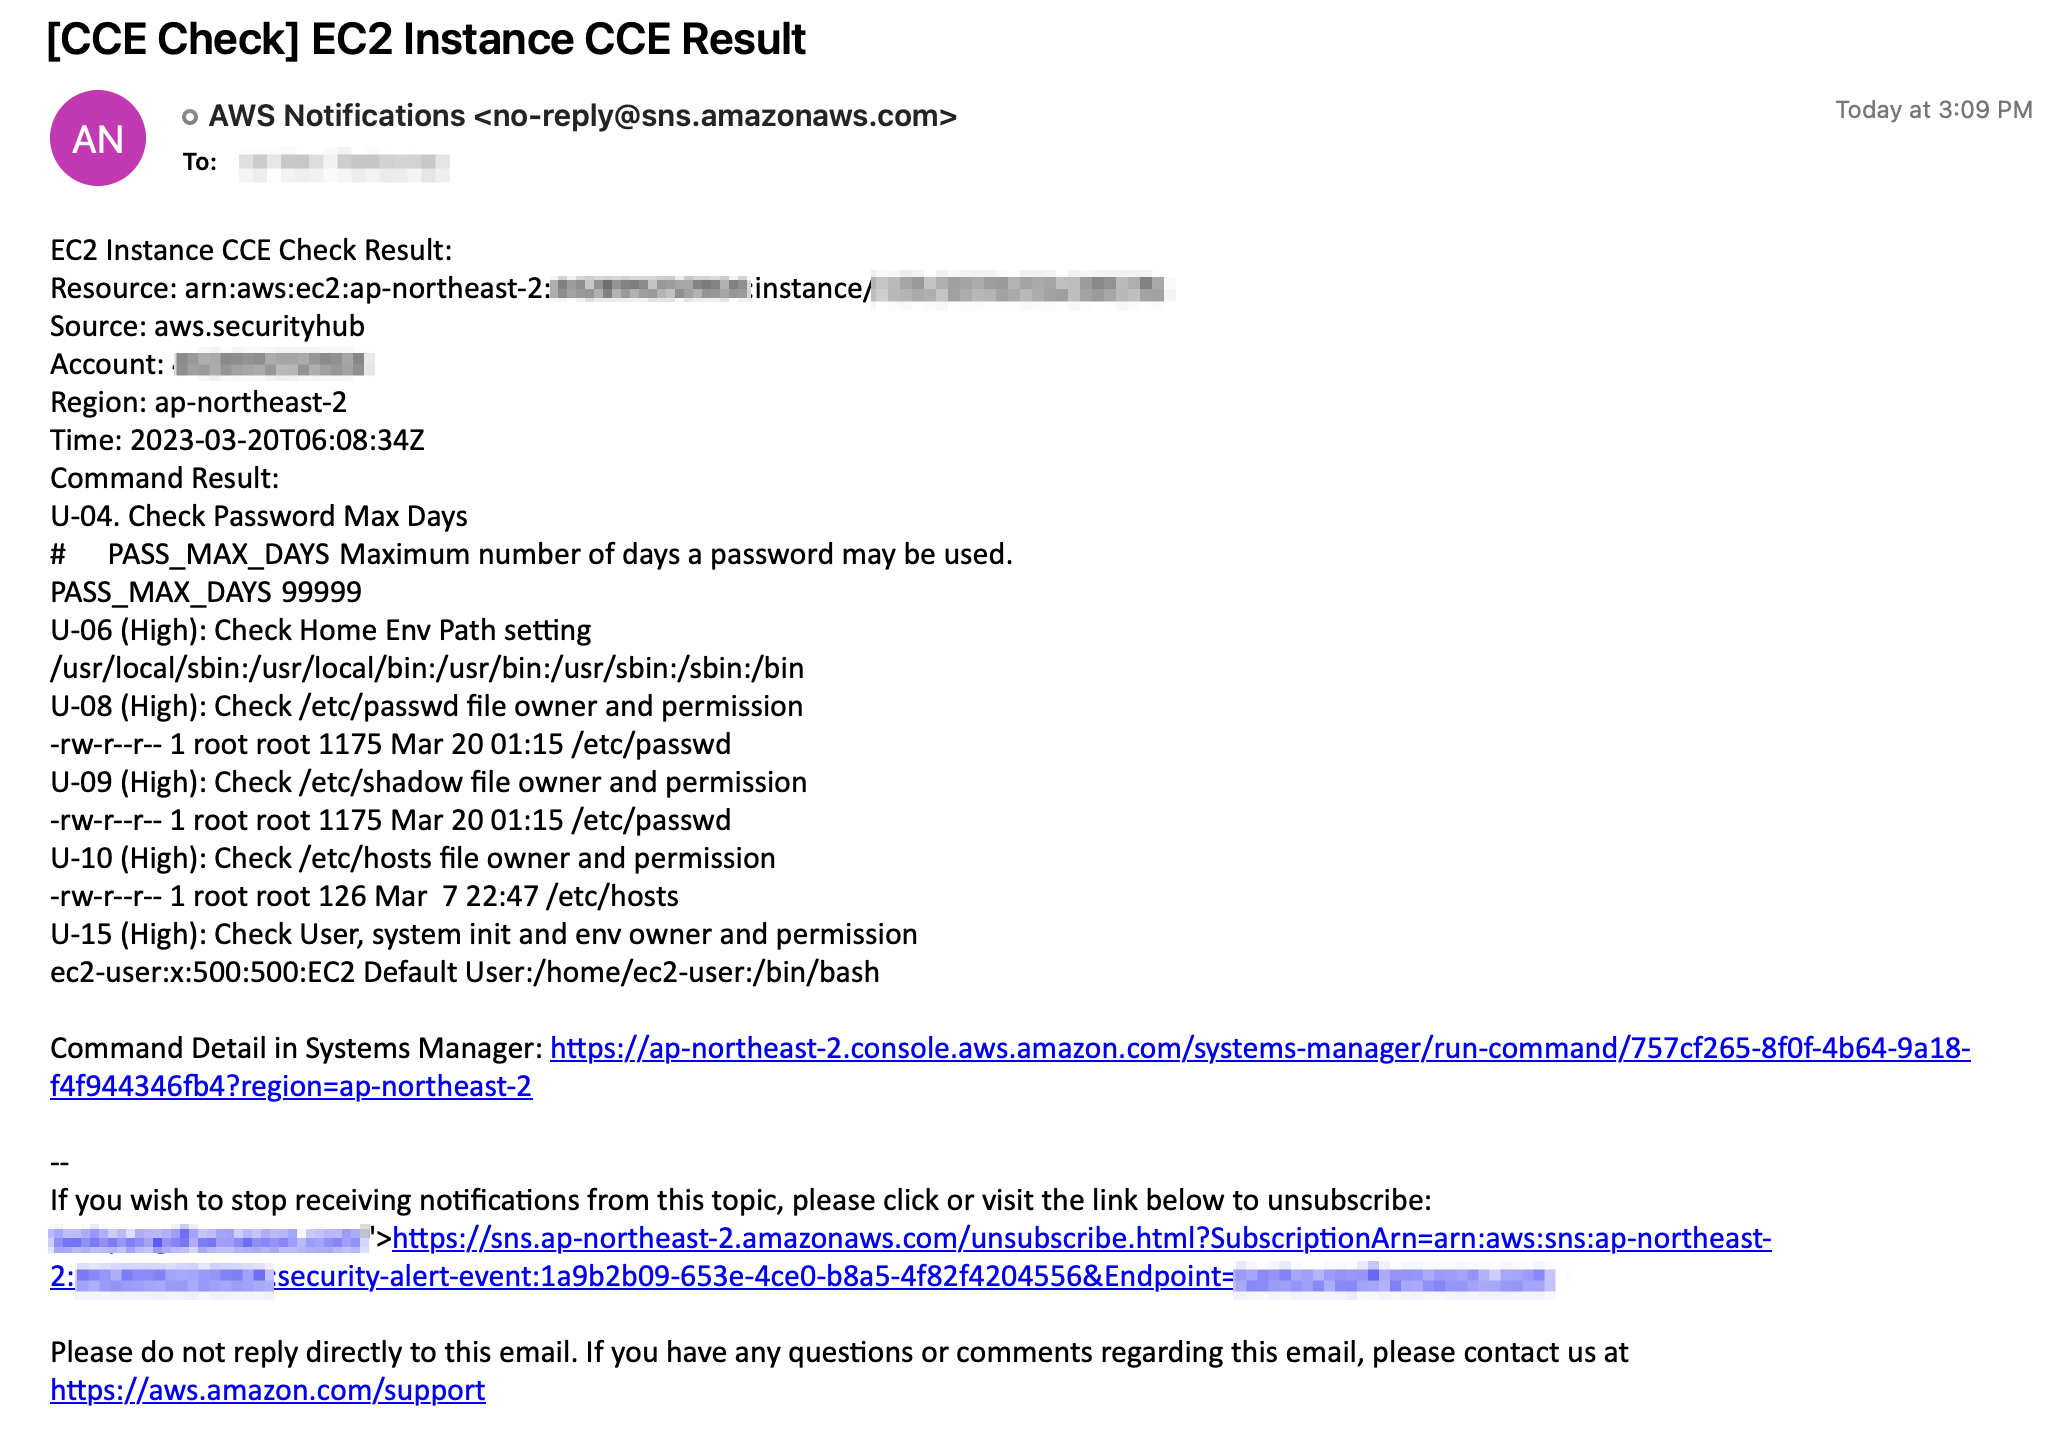 [CCE Check] EC2 Instance CCE Result
AN
AWS Notifications <no-reply@sns.amazonaws.com>
Today at 3:09 PM
To:
EC2 Instance CCE Check Result:
Resource: arn:aws:ec2:ap-northeast-2::instance/
Source: aws.securityhub
Account:
Region: ap-northeast-2
Time: 2023-03-20T06:08:34Z
Command Result:
U-04. Check Password Max Days
# PASS_MAX_DAYS Maximum number of days a password may be used.
PASS_MAX_DAYS 99999
U-06 (High): Check Home Env Path setting
/usr/local/sbin:/usr/local/bin:/usr/bin:/usr/sbin:/sbin:/bin
U-08 (High): Check /etc/passwd file owner and permission
-rw-r--r-- 1 root root 1175 Mar 20 01:15 /etc/passwd
U-09 (High): Check /etc/shadow file owner and permission
-rw-r--r-- 1 root root 1175 Mar 20 01:15 /etc/passwd
U-10 (High): Check /etc/hosts file owner and permission
-rw-r--r-- 1 root root 126 Mar  7 22:47 /etc/hosts
U-15 (High): Check User, system init and env owner and permission
ec2-user:x:500:500:EC2 Default User:/home/ec2-user:/bin/bash
Command Detail in Systems Manager: https://ap-northeast-2.console.aws.amazon.com/systems-manager/run-command/757cf265-8f0f-4b64-9a18-
f4f944346fb4?region=ap-northeast-2
--
If you wish to stop receiving notifications from this topic, please click or visit the link below to unsubscribe:
'>https://sns.ap-northeast-2.amazonaws.com/unsubscribe.html?SubscriptionArn=arn:aws:sns:ap-northeast-
2::security-alert-event:1a9b2b09-653e-4ce0-b8a5-4f82f4204556&Endpoint=
Please do not reply directly to this email. If you have any questions or comments regarding this email, please contact us at
https://aws.amazon.com/support